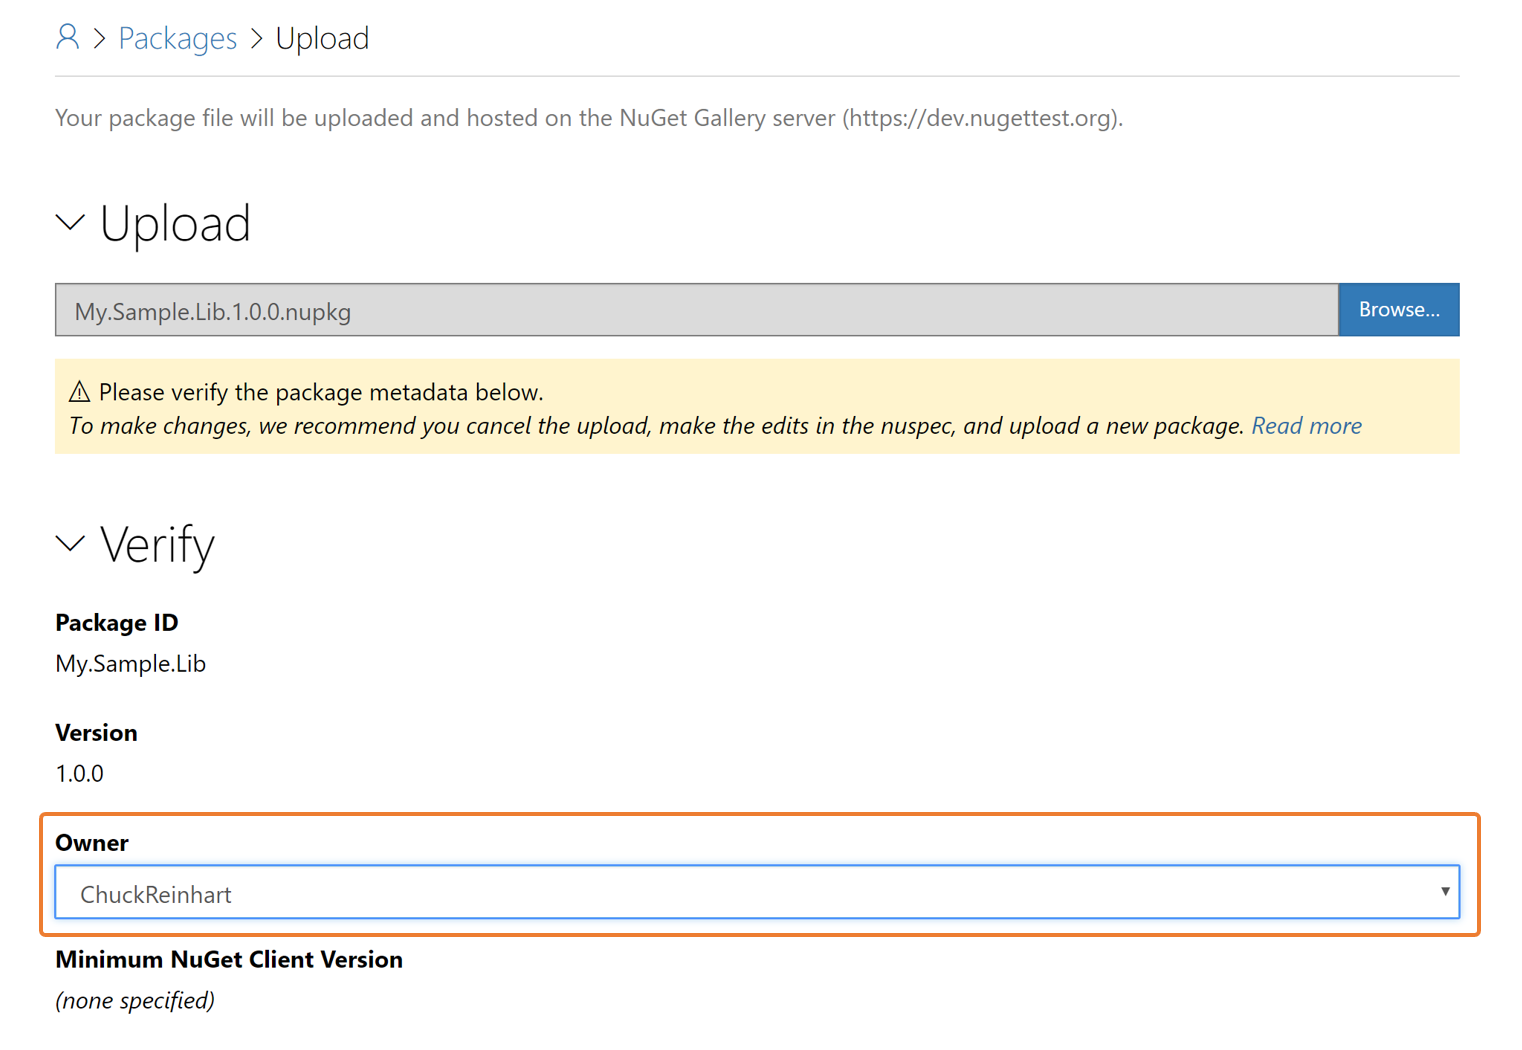 > Packages > Upload
Your package file will be uploaded and hosted on the NuGet Gallery server (https://dev.nugettest.org).
Upload
My.Sample.Lib.1.0.0.nupkg
Browse...
Please verify the package metadata below.
To make changes, we recommend you cancel the upload, make the edits in the nuspec, and upload a new package. Read more
Verify
Package ID
My.Sample.Lib
Version
1.0.0
Owner
ChuckReinhart
Minimum NuGet Client Version
(none specified)